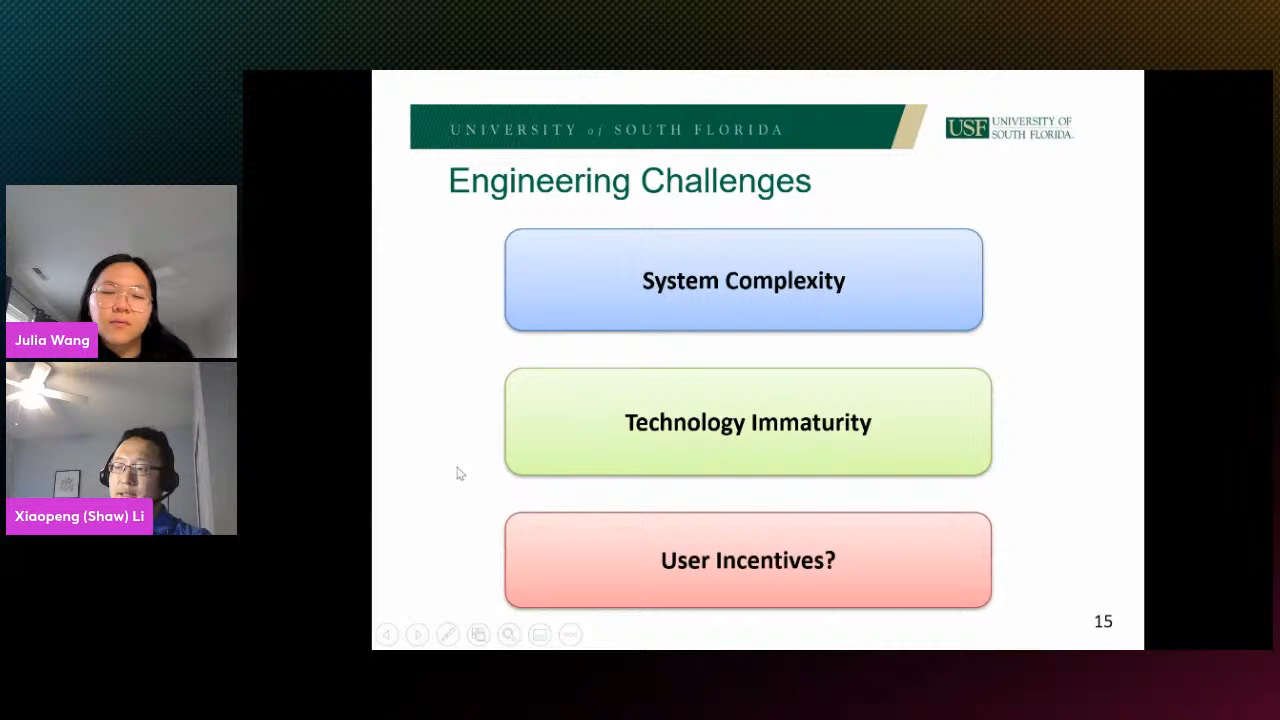 UNIVERSITY of SOUTH FLORIDA
USF UNIVERSITY OF
SOUTH FLORIDA.
Engineering Challenges
System Complexity
Technology Immaturity
User Incentives?
15
Julia Wang
Xiaopeng (Shaw) Li